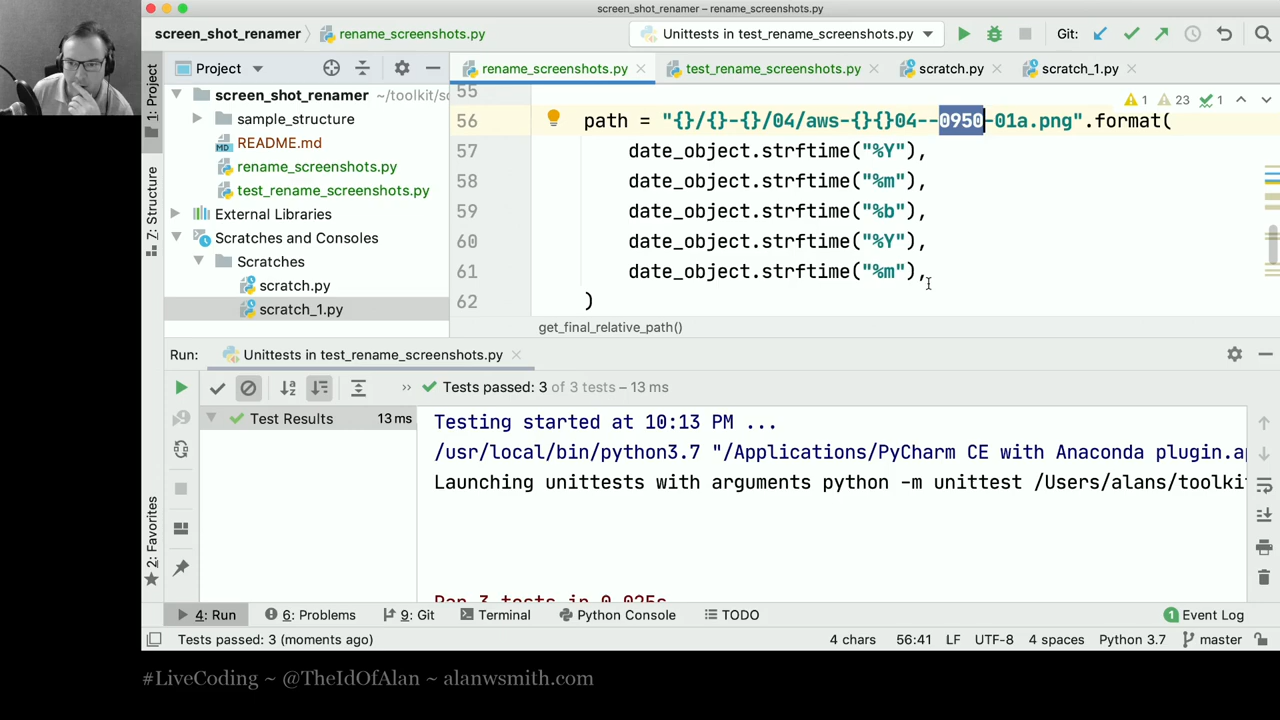 screen_shot_renamer – rename_screenshots.py
screen_shot_renamer rename_screenshots.py Unittests in test_rename_screenshots.py Git:
Project rename_screenshots.py test_rename_screenshots.py scratch.py scratch_1.py
1: Project
7: Structure
2: Favorites
screen_shot_renamer ~/toolkit/sc
sample_structure
README.md
rename_screenshots.py
test_rename_screenshots.py
External Libraries
Scratches and Consoles
Scratches
scratch.py
scratch_1.py
55
56 path = "{}/{}-{}/04/aws-{}{}04--0950-01a.png".format(
57 date_object.strftime("%Y"),
58 date_object.strftime("%m"),
59 date_object.strftime("%b"),
60 date_object.strftime("%Y"),
61 date_object.strftime("%m"),
62 )
1 23 1
get_final_relative_path()
Run: Unittests in test_rename_screenshots.py
Tests passed: 3 of 3 tests – 13 ms
Test Results 13 ms
Testing started at 10:13 PM ...
/usr/local/bin/python3.7 "/Applications/PyCharm CE with Anaconda plugin.ap
Launching unittests with arguments python -m unittest /Users/alans/toolki
Ran 3 tests in 0.025s
4: Run 6: Problems 9: Git Terminal Python Console TODO 1 Event Log
Tests passed: 3 (moments ago) 4 chars 56:41 LF UTF-8 4 spaces Python 3.7 master
#LiveCoding ~ @TheIdOfAlan ~ alanwsmith.com